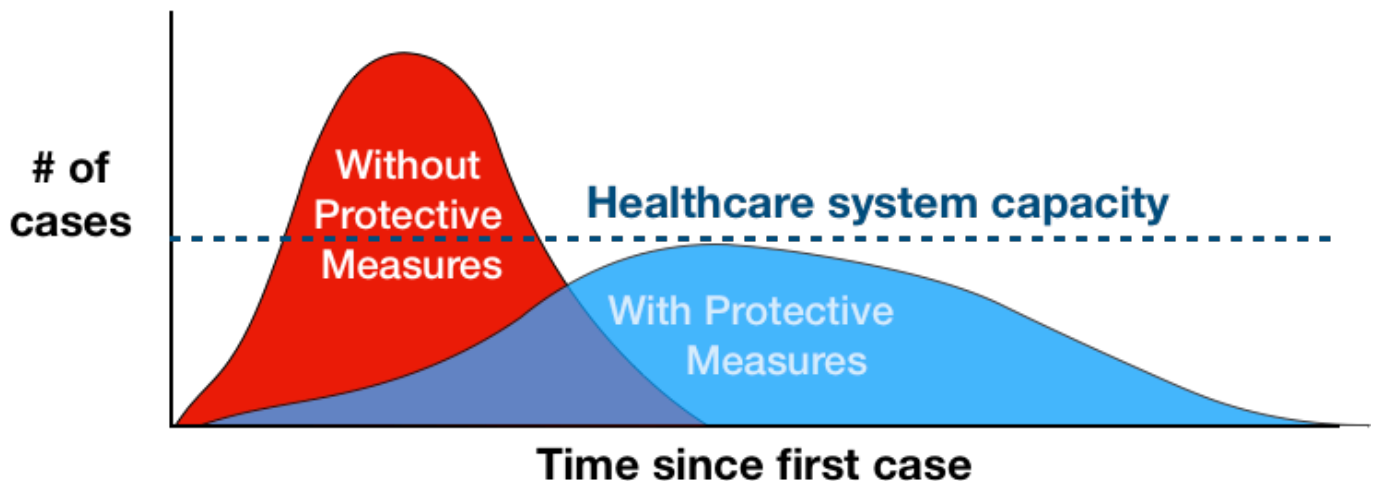 # of
cases
Without
Protective
Measures
Healthcare system capacity
With Protective
Measures
Time since first case